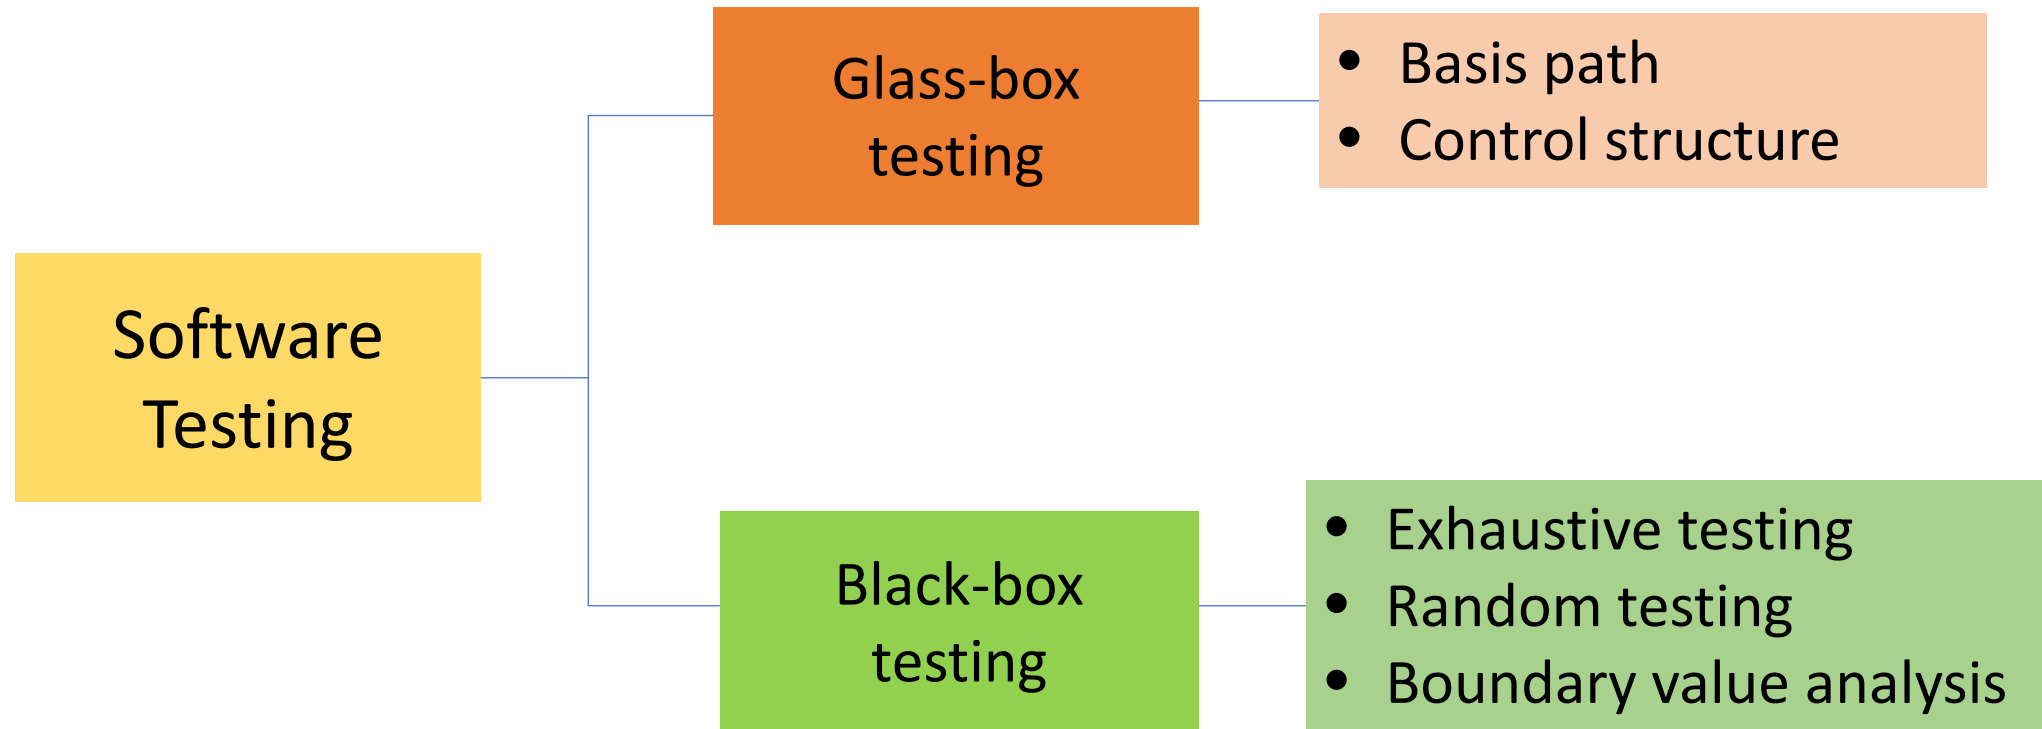 Software
Testing
Glass-box
testing
• Basis path
• Control structure
Black-box
testing
• Exhaustive testing
• Random testing
• Boundary value analysis